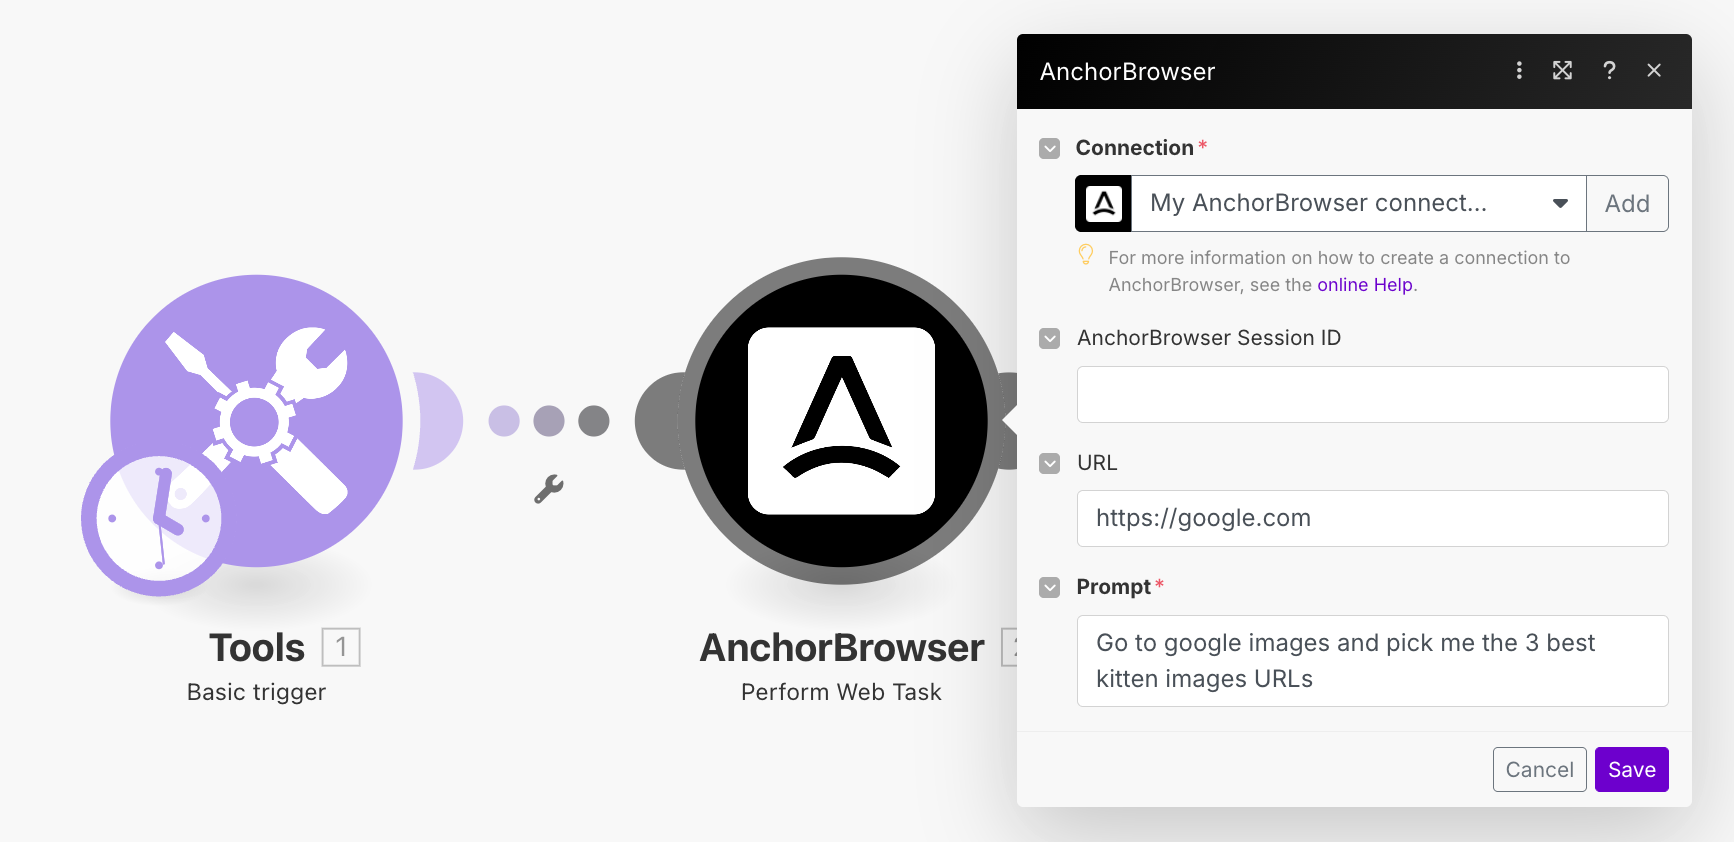 AnchorBrowser
?
Connection *
My AnchorBrowser connect...
Add
For more information on how to create a connection to
AnchorBrowser, see the online Help.
AnchorBrowser Session ID
URL
https://google.com
Prompt *
Go to google images and pick me the 3 best
kitten images URLs
Cancel
Save
Tools 1
Basic trigger
AnchorBrowser
Perform Web Task